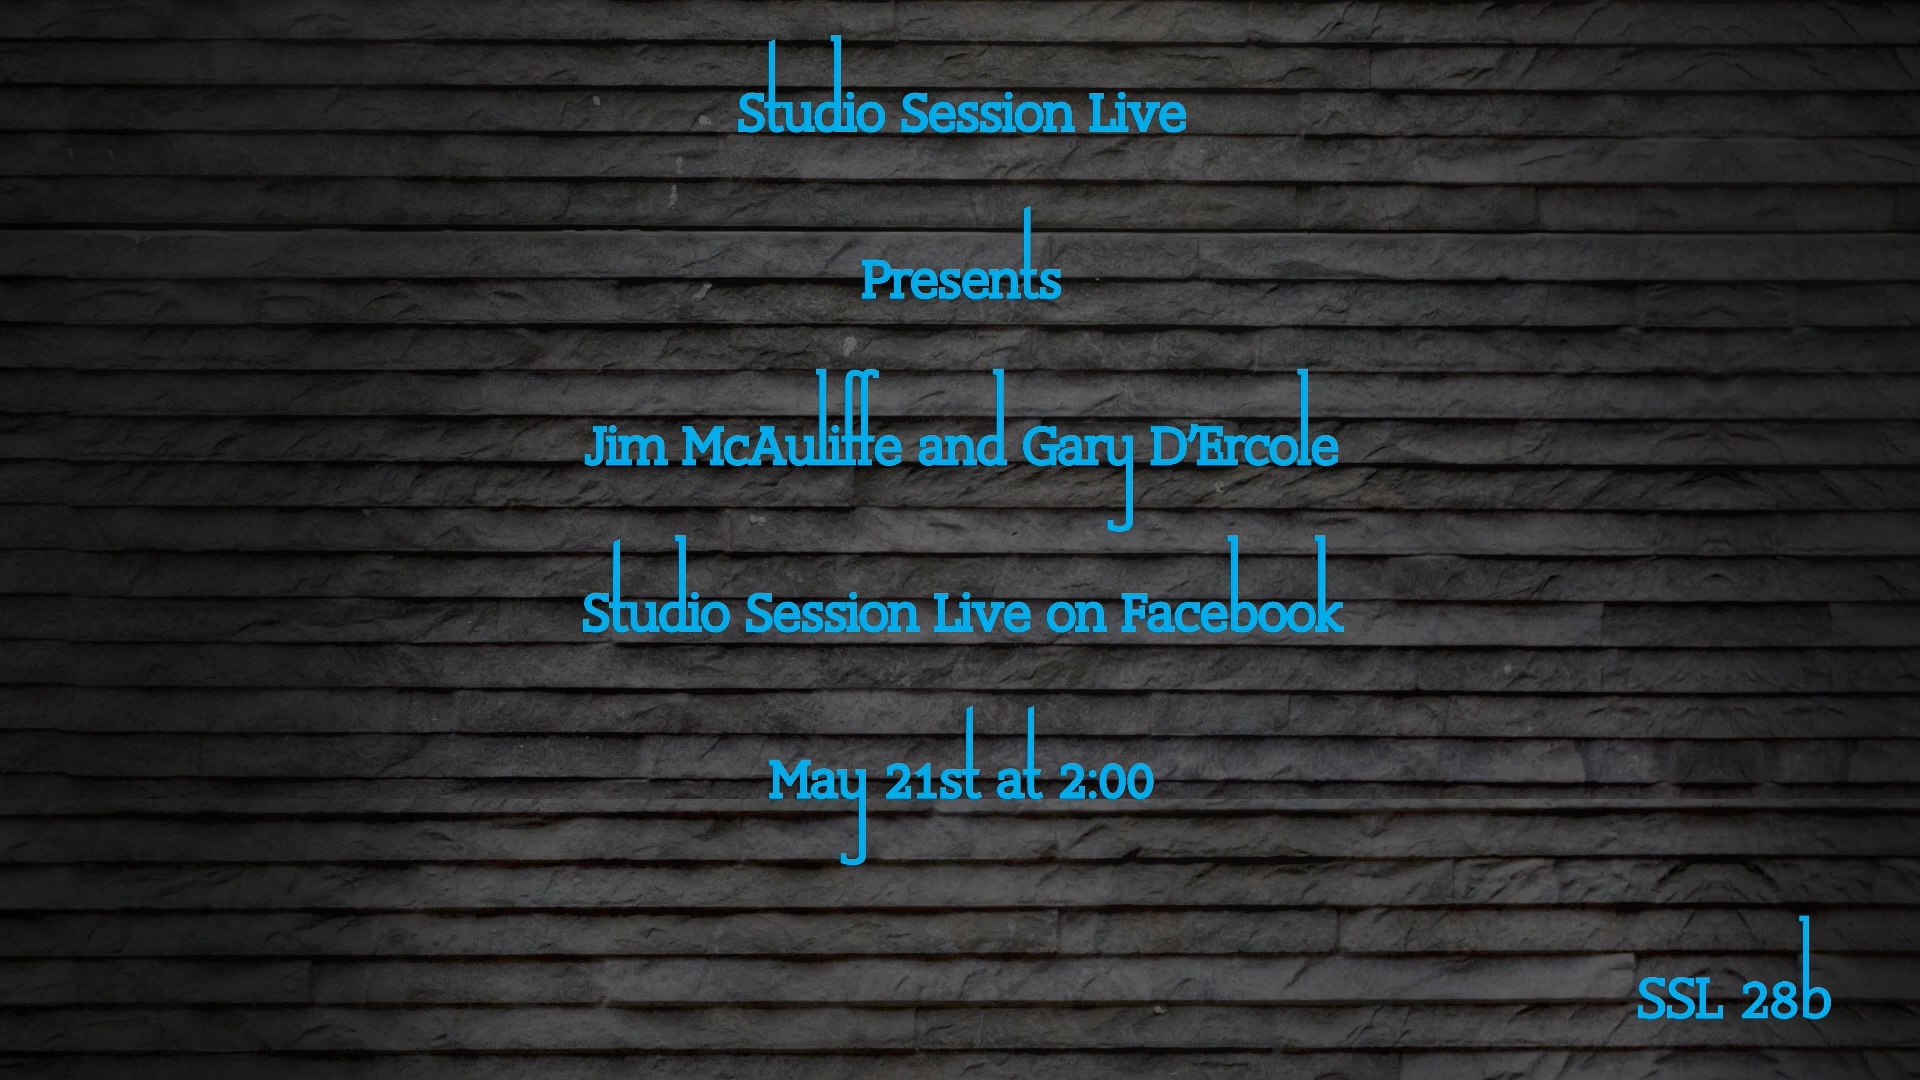 Studio Session Live
Presents
Jim McAuliffe and Gary D'Ercole
Studio Session Live on Facebook
May 21st at 2:00
SSL 28b